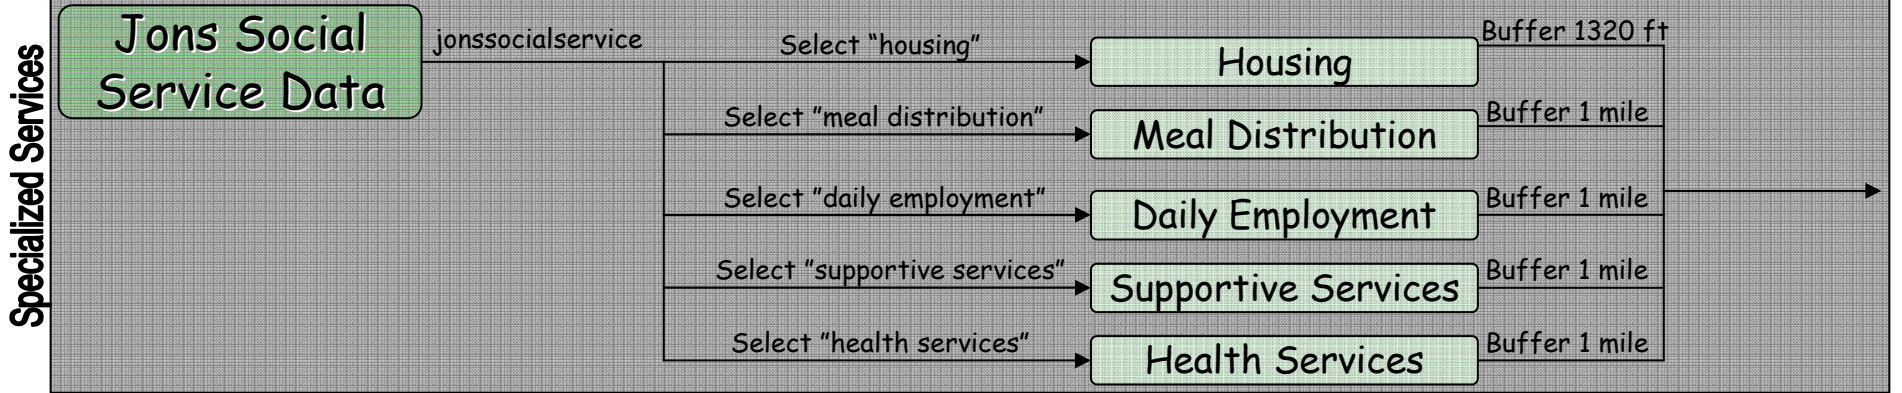 Specialized Services
Jons Social
Service Data
jonssocialservice
Select “housing”
Housing
Buffer 1320 ft
Select "meal distribution"
Meal Distribution
Buffer 1 mile
Select "daily employment"
Daily Employment
Buffer 1 mile
Select "supportive services"
Supportive Services
Buffer 1 mile
Select "health services"
Health Services
Buffer 1 mile